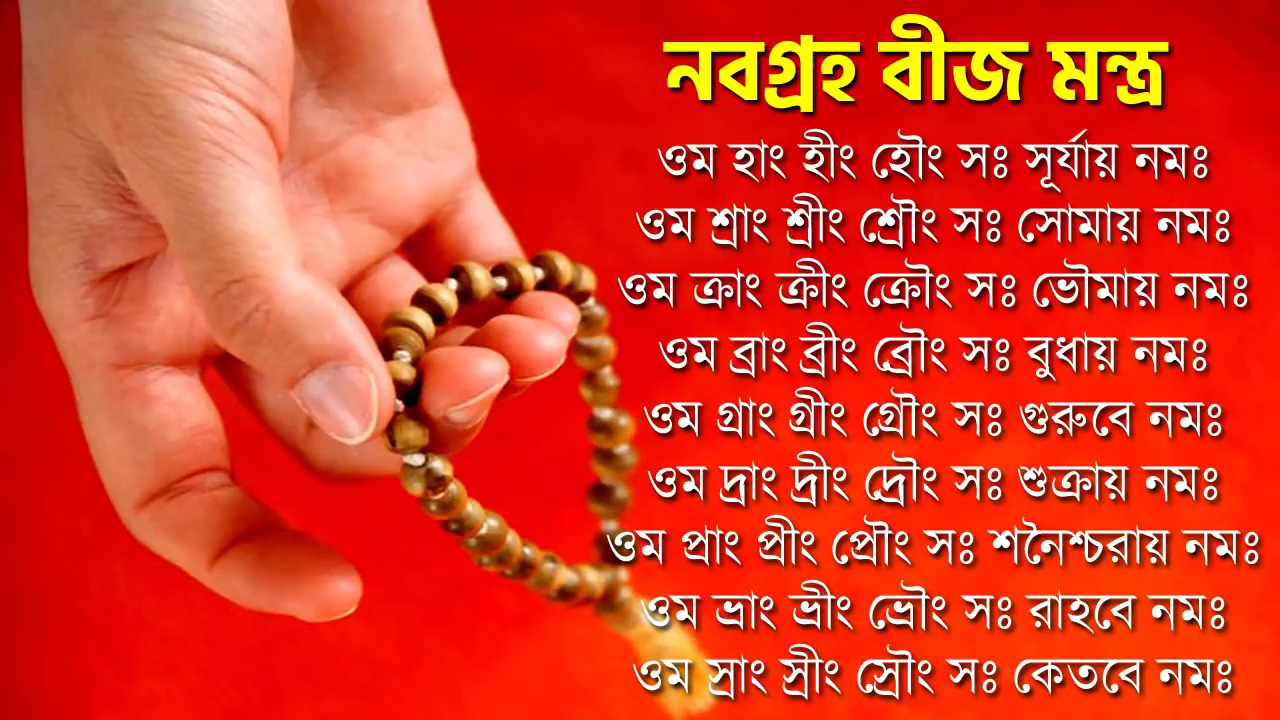 নবগ্রহ বীজ মন্ত্র
ওম হাং হীং হৌং সঃ সূর্যায় নমঃ
ওম শ্রাং শ্রীং শ্রৌং সঃ সোমায় নমঃ
ওম ক্রাং ক্রীং ক্রৌং সঃ ভৌমায় নমঃ
ওম ব্রাং ব্রীং ব্রৌং সঃ বুধায় নমঃ
ওম গ্রাং গ্রীং গ্রৌং সঃ গুরুবে নমঃ
ওম দ্রাং দ্রীং দ্রৌং সঃ শুক্রায় নমঃ
ওম প্রাং প্রীং প্রৌং সঃ শনৈশ্চরায় নমঃ
ওম ভ্রাং ভ্রীং ভ্রৌং সঃ রাহবে নমঃ
ওম স্রাং স্রীং স্রৌং সঃ কেতবে নমঃ